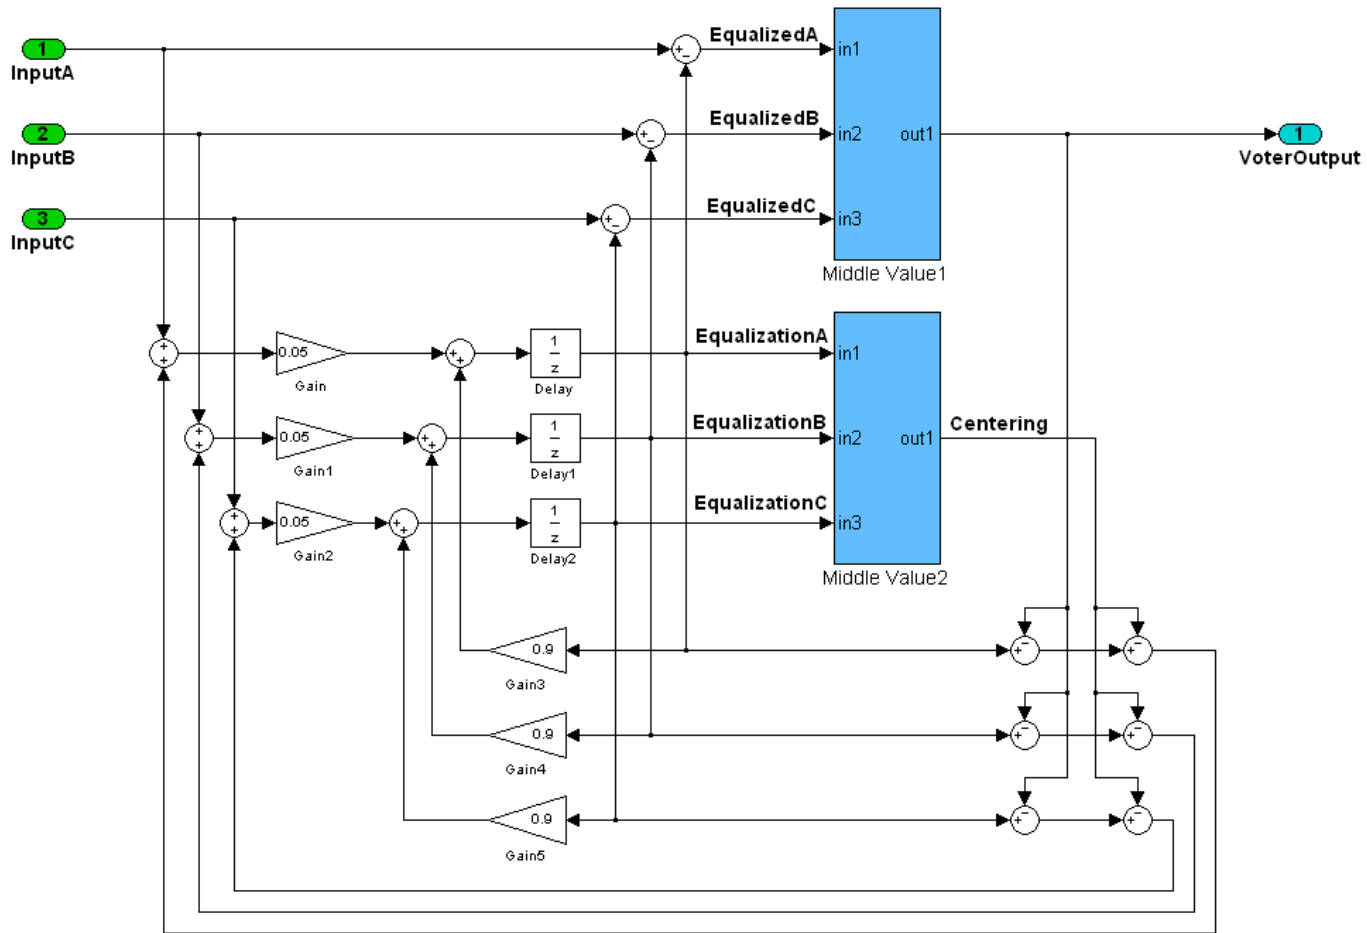 1
InputA
EqualizedA
in1
2
InputB
EqualizedB
in2
out1
1
VoterOutput
3
InputC
EqualizedC
in3
Middle Value1
0.05
Gain
1
z
Delay
EqualizationA
in1
0.05
Gain1
1
z
Delay1
EqualizationB
in2
out1
Centering
0.05
Gain2
1
z
Delay2
EqualizationC
in3
Middle Value2
0.9
Gain3
0.9
Gain4
0.9
Gain5